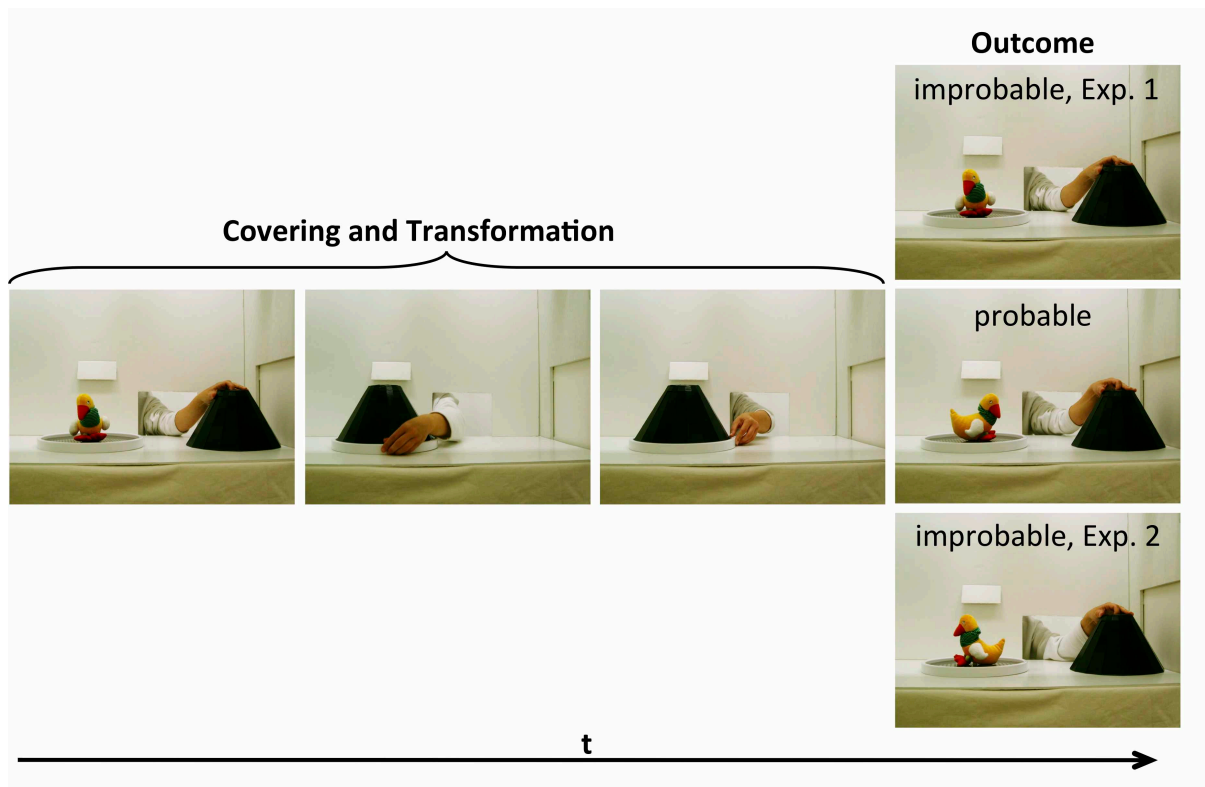 Outcome
improbable, Exp. 1
Covering and Transformation
probable
improbable, Exp. 2
t